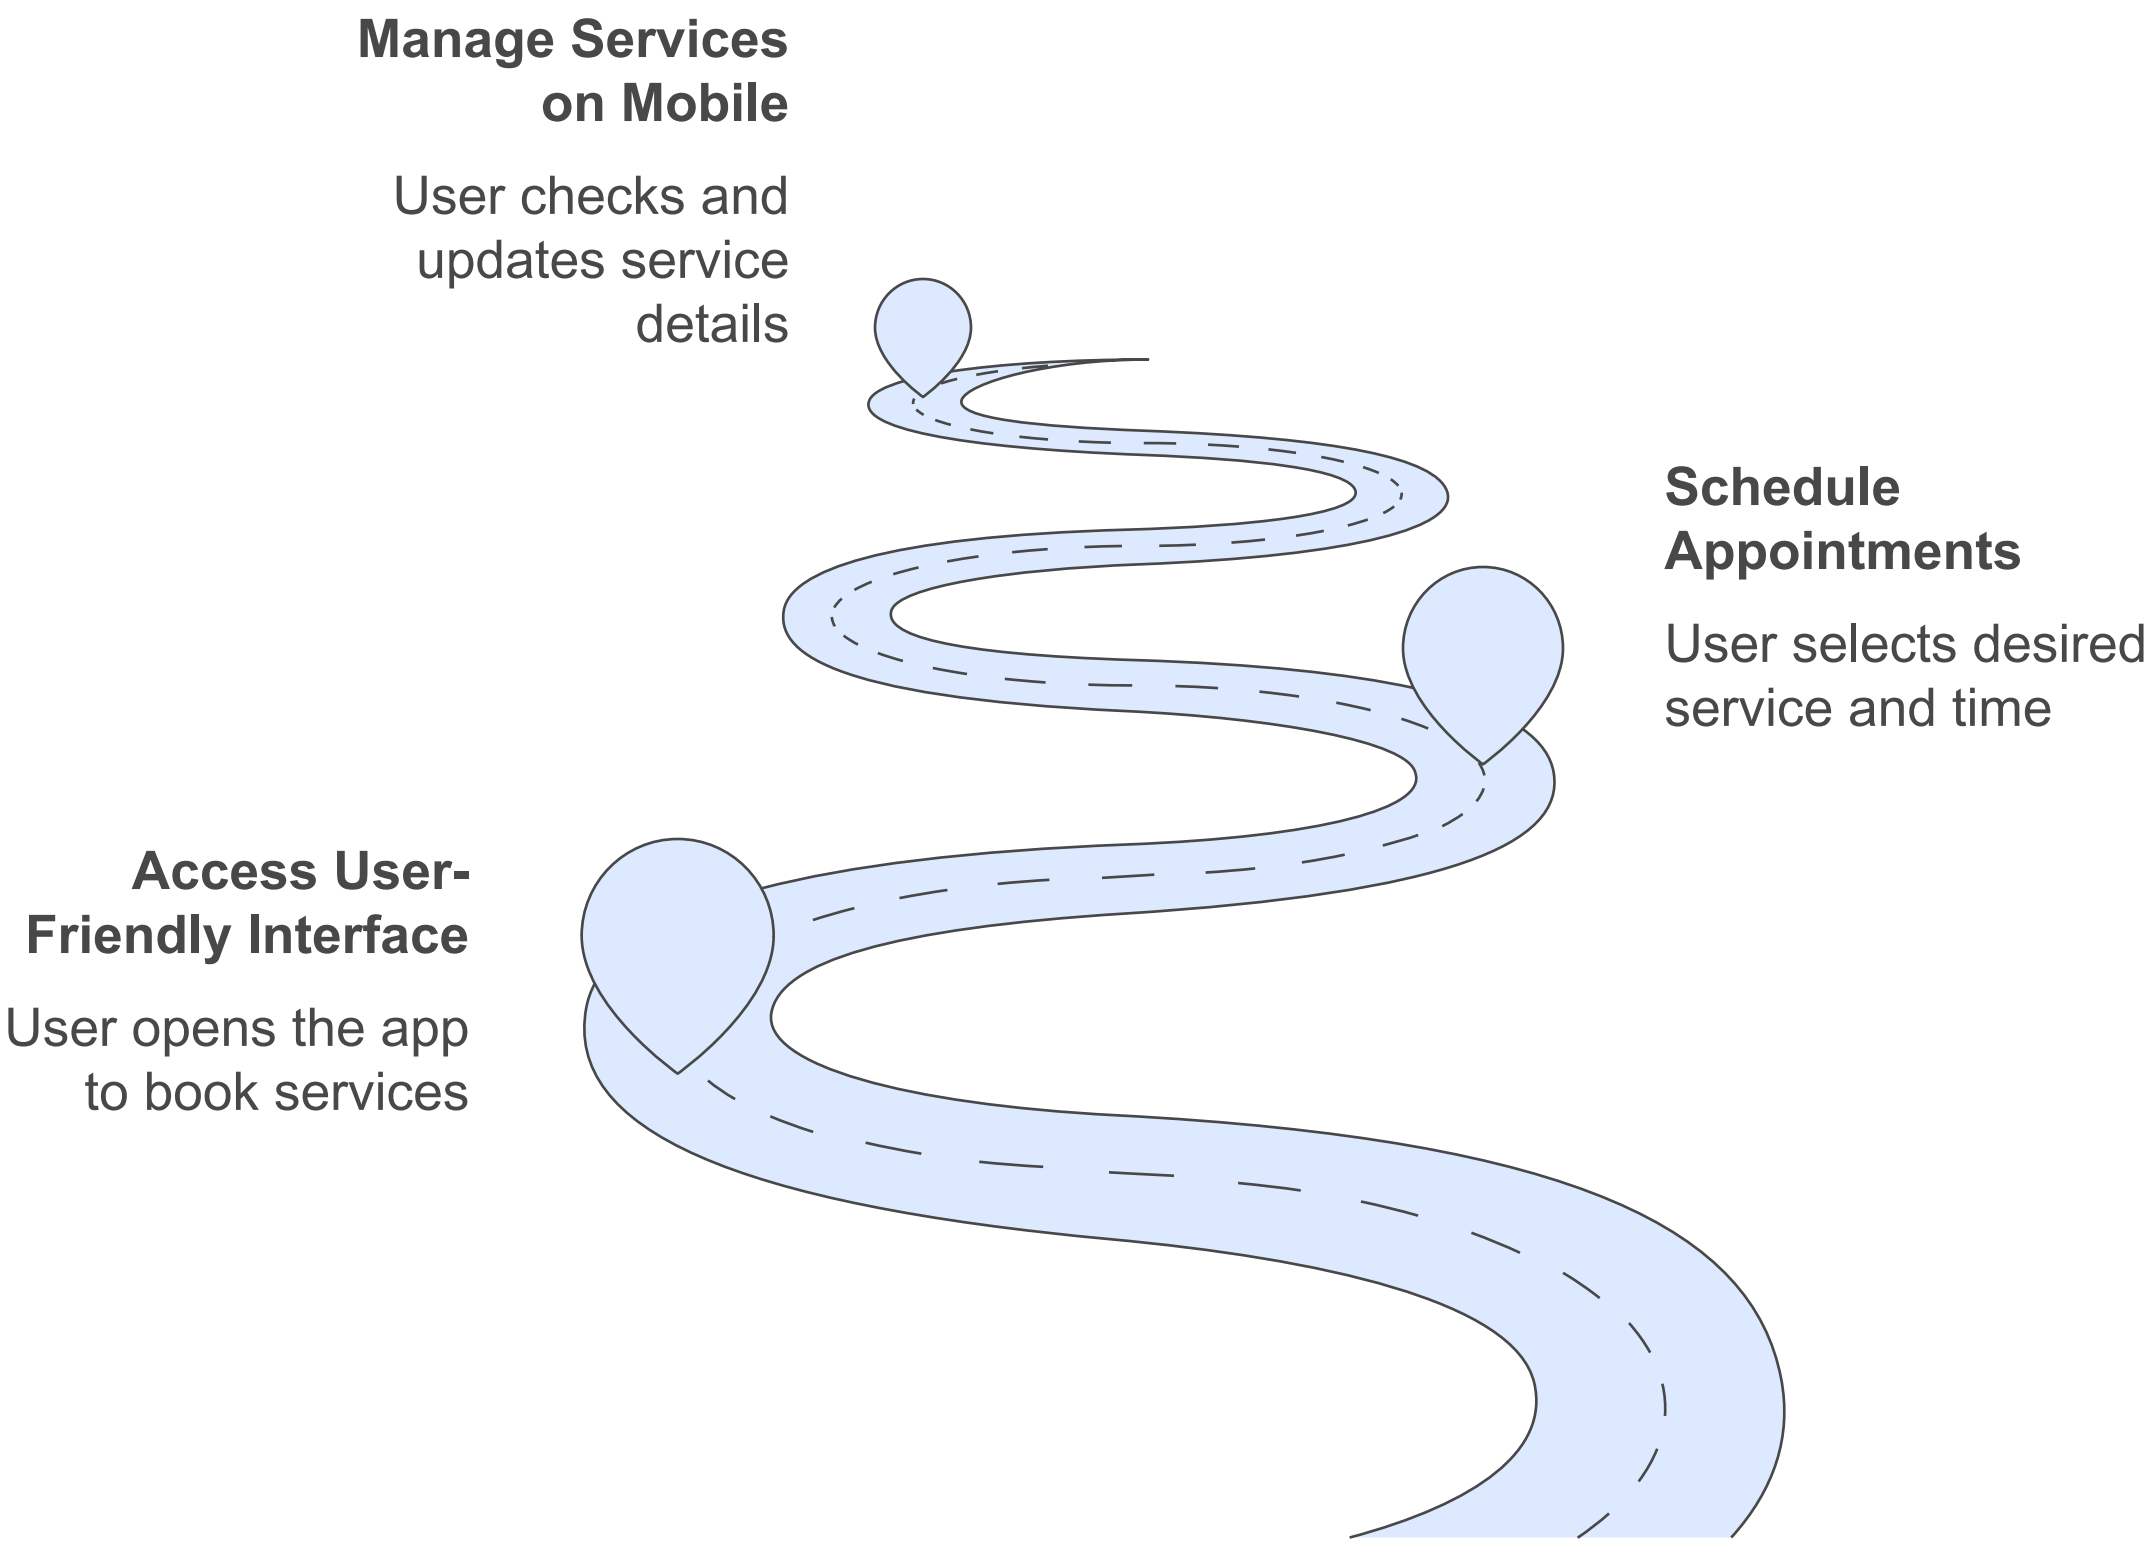 Manage Services
on Mobile
User checks and
updates service
details
Schedule
Appointments
User selects desired
service and time
Access User-
Friendly Interface
User opens the app
to book services